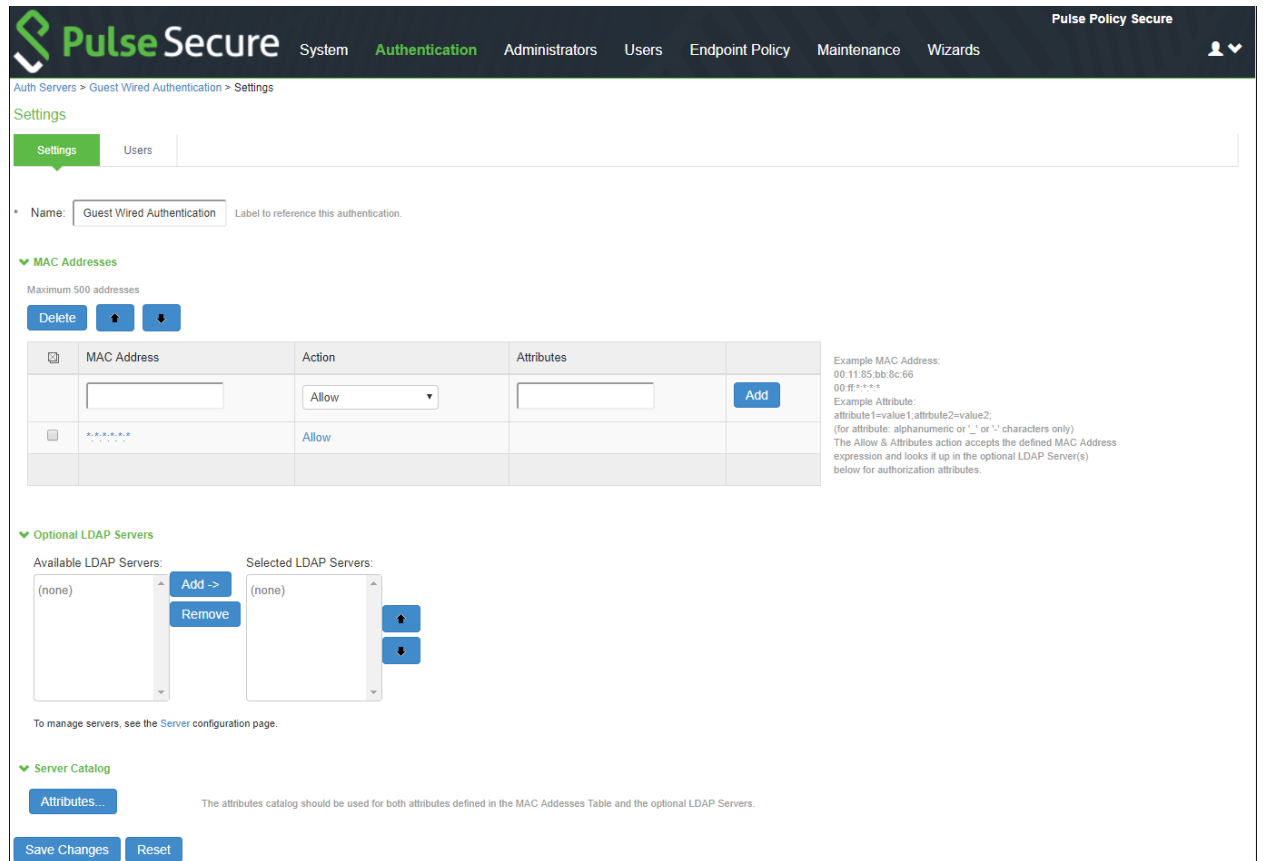 Pulse Policy Secure
Pulse Secure System Authentication Administrators Users Endpoint Policy Maintenance Wizards
Auth Servers > Guest Wired Authentication > Settings
Settings
Settings Users
* Name: Guest Wired Authentication Label to reference this authentication.
MAC Addresses
Maximum 500 addresses
Delete
MAC Address Action Attributes
Allow Add
*:*:*:*:*:* Allow
Example MAC Address:
00:11:85:bb:8c:66
00:ff:*:*:*:*
Example Attribute:
attribute1=value1;attrbute2=value2;
(for attribute: alphanumeric or '_' or '-' characters only)
The Allow & Attributes action accepts the defined MAC Address
expression and looks it up in the optional LDAP Server(s)
below for authorization attributes.
Optional LDAP Servers
Available LDAP Servers: Selected LDAP Servers:
(none) Add -> (none)
Remove
To manage servers, see the Server configuration page.
Server Catalog
Attributes... The attributes catalog should be used for both attributes defined in the MAC Addesses Table and the optional LDAP Servers.
Save Changes Reset